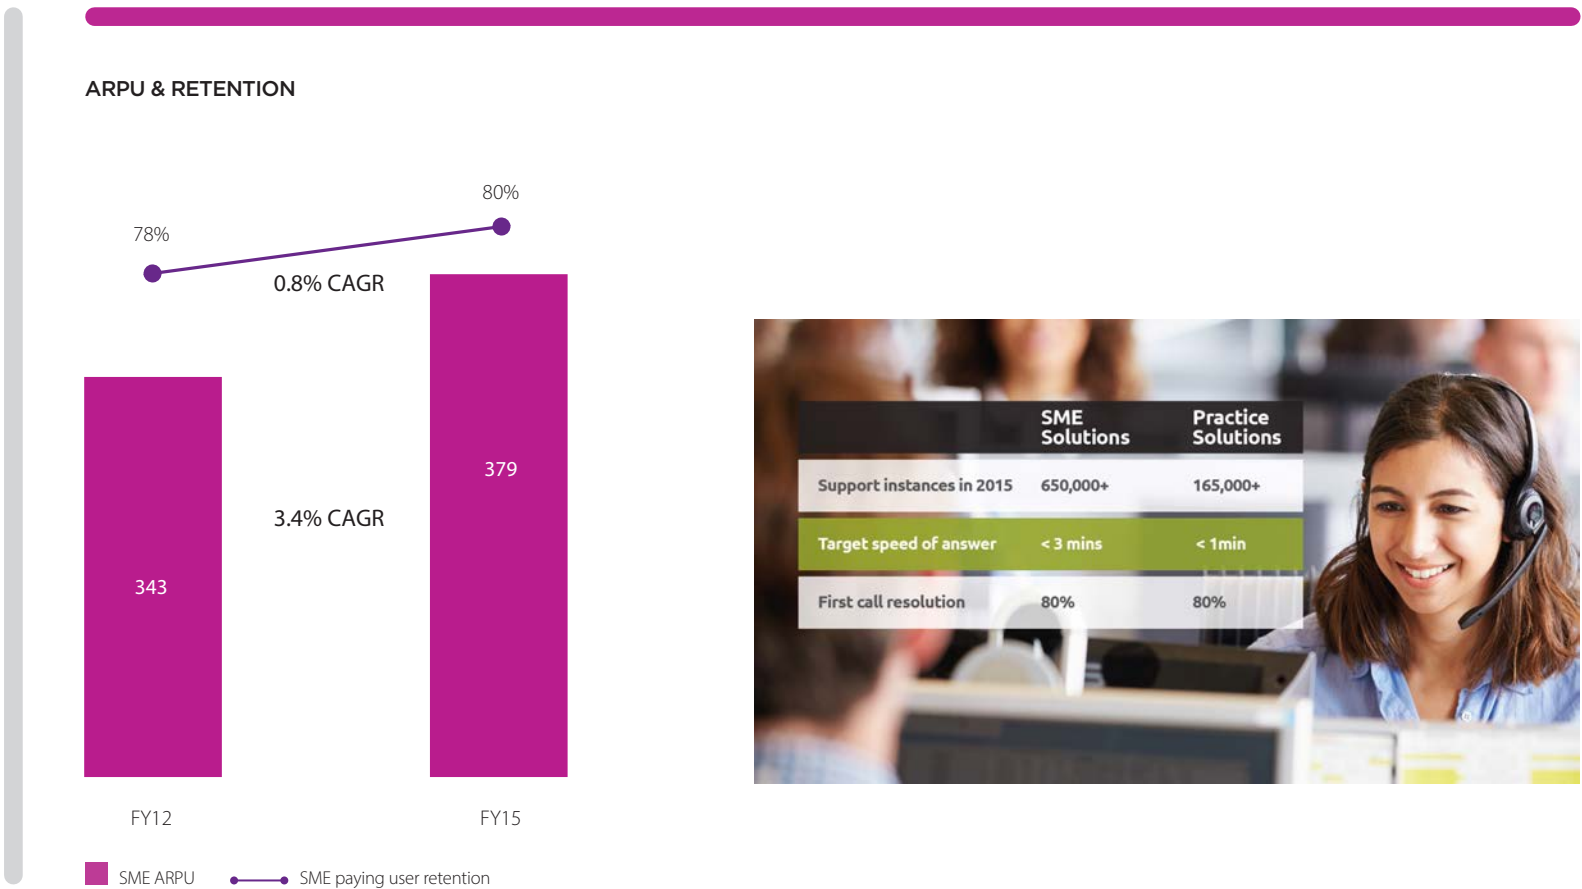 ARPU & RETENTION
80%
78%
0.8% CAGR
379
3.4% CAGR
343
FY12 FY15
SME ARPU SME paying user retention
SME Solutions Practice Solutions
Support instances in 2015 650,000+ 165,000+
Target speed of answer < 3 mins < 1min
First call resolution 80% 80%